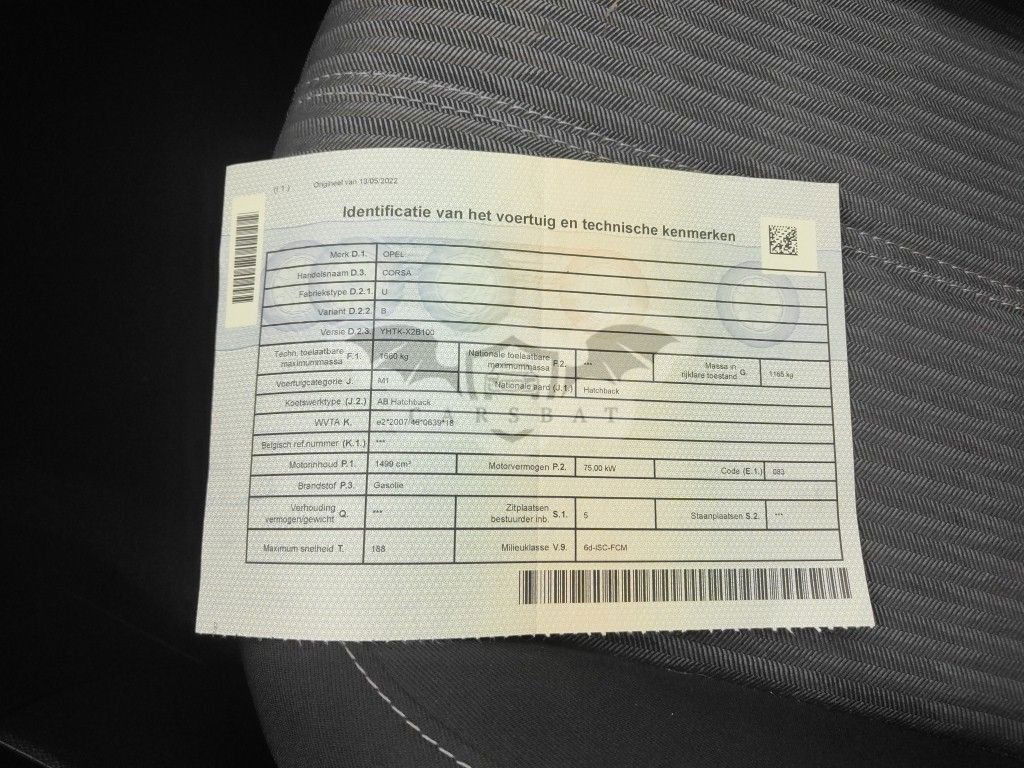 (I 1.) Origineel van 13/05/2022
Identificatie van het voertuig en technische kenmerken
Merk D.1. OPEL
Handelsnaam D.3. CORSA
Fabriekstype D.2.1. U
Variant D.2.2. B
Versie D.2.3. YHTK-X2B100
Techn. toelaatbare maximummassa F.1. 1660 kg Nationale toelaatbare maximummassa F.2. *** Massa in rijklare toestand G. 1165 kg
Voertuigcategorie J. M1 Nationale aard (J.1.) Hatchback
Koetswerktype (J.2.) AB Hatchback
CARSBAT
WVTA K. e2*2007/46*0639*18
Belgisch ref.nummer (K.1.) ***
Motorinhoud P.1. 1499 cm³ Motorvermogen P.2. 75,00 kW Code (E.1.) 083
Brandstof P.3. Gasolie
Verhouding vermogen/gewicht Q. *** Zitplaatsen bestuurder inb. S.1. 5 Staanplaatsen S.2. ***
Maximum snelheid T. 188 Milieuklasse V.9. 6d-ISC-FCM